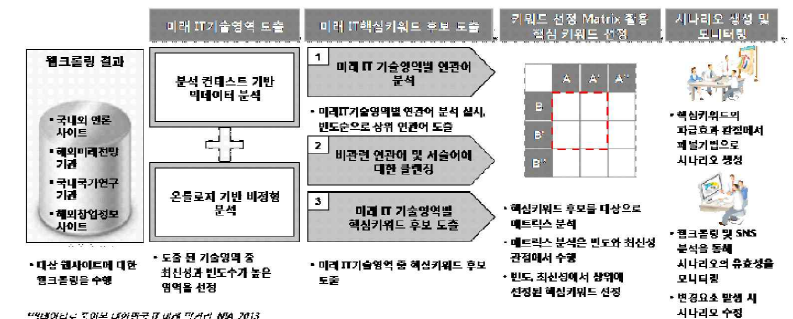 미래 IT기술영역 도출
미래 IT핵심키워드 후보 도출
키워드 선정 Matrix 활용
핵심 키워드 선정
시나리오 생성 및
모니터링
웹크롤링 결과
• 국내외 언론
사이트
• 해외미래전망
기관
• 국내국가연구
기관
• 해외창업정보
사이트
• 대상 웹사이트에 대한
웹크롤링을 수행
분석 컨텍스트 기반
빅데이터 분석
온톨로지 기반 비정형
분석
• 도출 된 기술영역 중
최신성과 빈도수가 높은
영역을 선정
1
미래 IT 기술영역별 연관어
분석
• 미래IT기술영역별 연관어 분석 실시,
빈도순으로 상위 연관어 도출
2
비관련 연관어 및 서술어에
대한 클렌징
3
미래 IT 기술영역별
핵심키워드 후보 도출
• 미래 IT기술영역 중 핵심키워드 후보
도출
A
A'
A''
B
B'
B''
• 핵심키워드 후보를 대상으로
매트릭스 분석
• 매트릭스 분석은 빈도와 최신성
관점에서 수행
• 빈도, 최신성에서 상위에
선정된 핵심키워드 선정
• 핵심키워드의
파급효과 관점에서
패널기법으로
시나리오 생성
• 웹크롤링 및 SNS
분석을 통해
시나리오의 유효성을
모니터링
• 변경요소 발생 시
시나리오 수정
대한민국 IT 미래 NIA, 2013